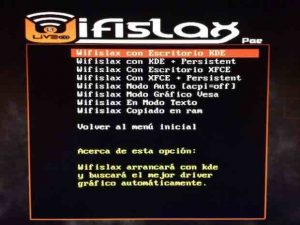 WIFISLAX
LIVE
Pae
Wifislax con Escritorio KDE
Wifislax con KDE + Persistent
Wifislax con Escritorio XFCE
Wifislax Con XFCE + Persistent
Wifislax Modo Auto [acpi=off]
Wifislax Modo Gráfico Vesa
Wifislax En Modo Texto
Wifislax Copiado en ram
Volver al menú inicial
Acerca de esta opción:
Wifislax arrancará con kde
y buscará el mejor driver
gráfico automáticamente.